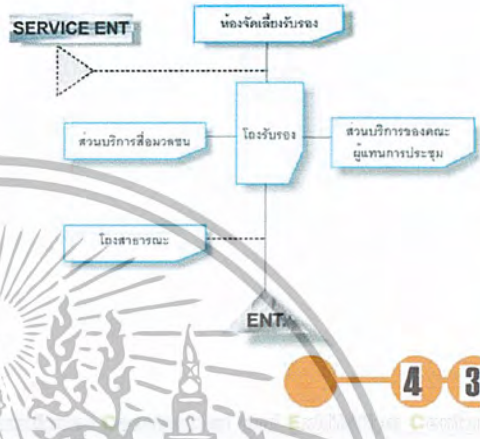 SERVICE ENT
ห้องจัดเลี้ยงรับรอง
โถงรับรอง
ส่วนบริการสื่อมวลชน
ส่วนบริการของคณะ
ผู้แทนการประชุม
โถงสาธารณะ
ENT.
4 3